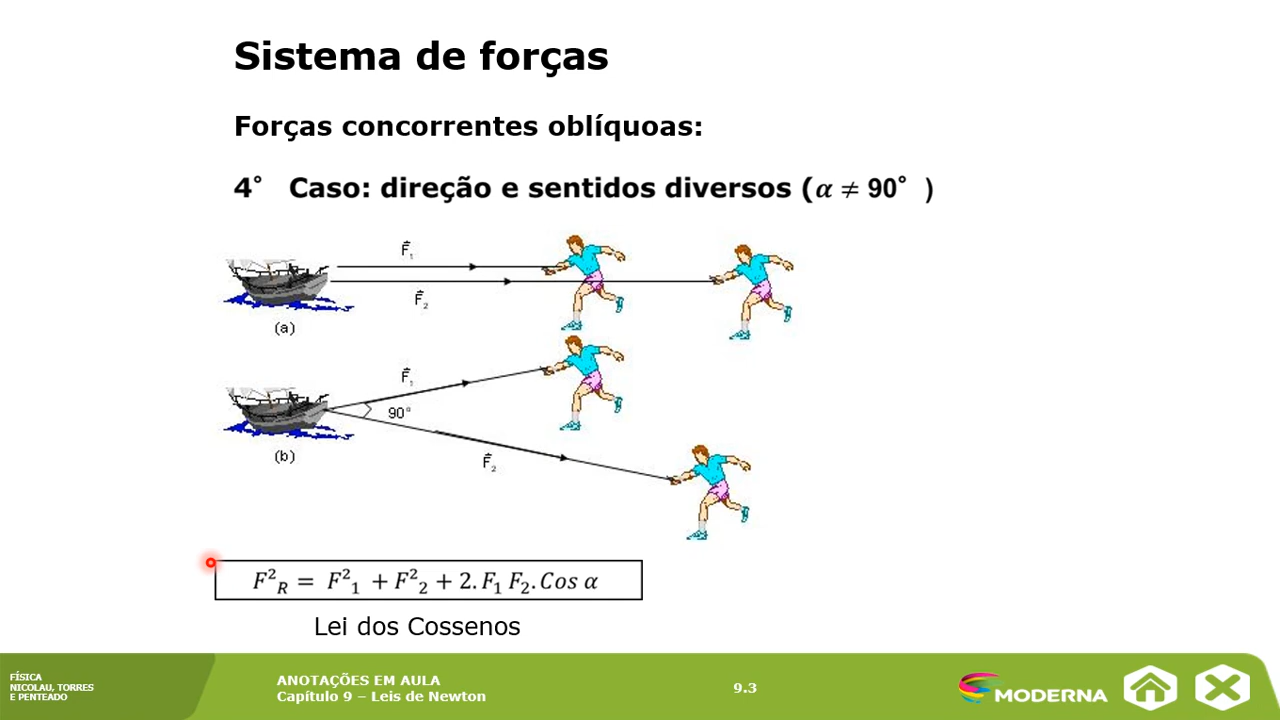 Sistema de forças
Forças concorrentes oblíquoas:
4° Caso: direção e sentidos diversos (𝛼 ≠ 90° )
F⃗₁
F⃗₂
(a)
F⃗₁
90°
F⃗₂
(b)
F²_R = F²₁ + F²₂ + 2. F₁ F₂. Cos α
Lei dos Cossenos
FÍSICA
NICOLAU, TORRES
E PENTEADO
ANOTAÇÕES EM AULA
Capítulo 9 – Leis de Newton
9.3
MODERNA